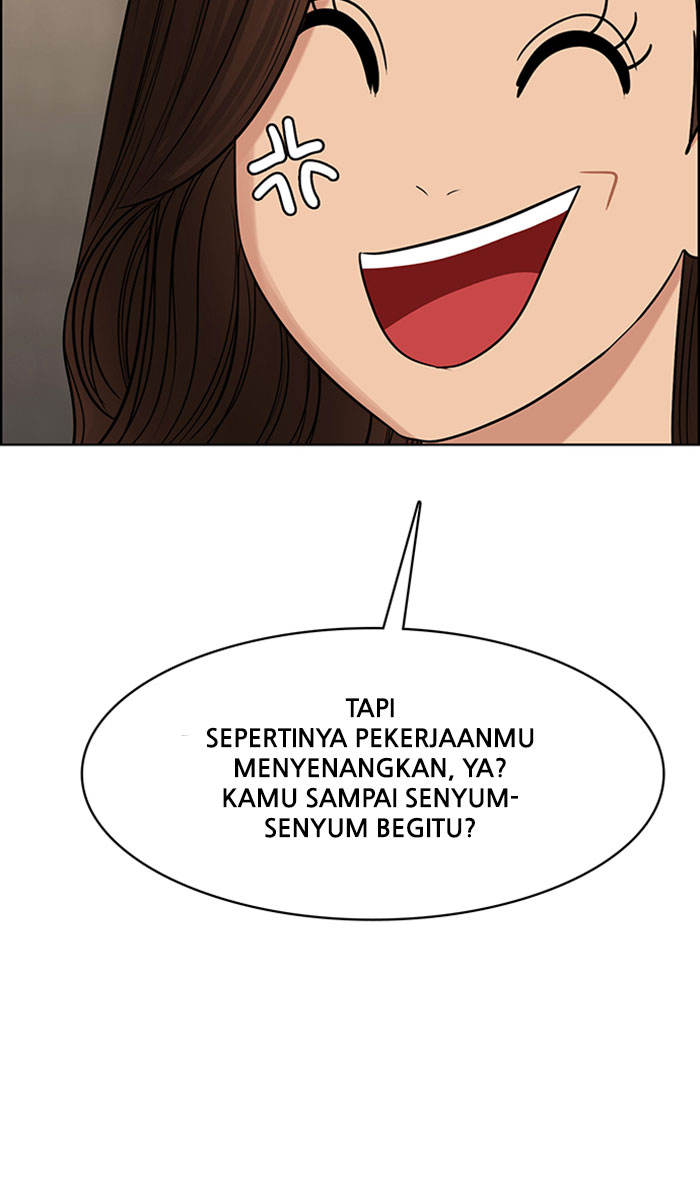 TAPI
SEPERTINYA PEKERJAANMU
MENYENANGKAN, YA?
KAMU SAMPAI SENYUM-
SENYUM BEGITU?